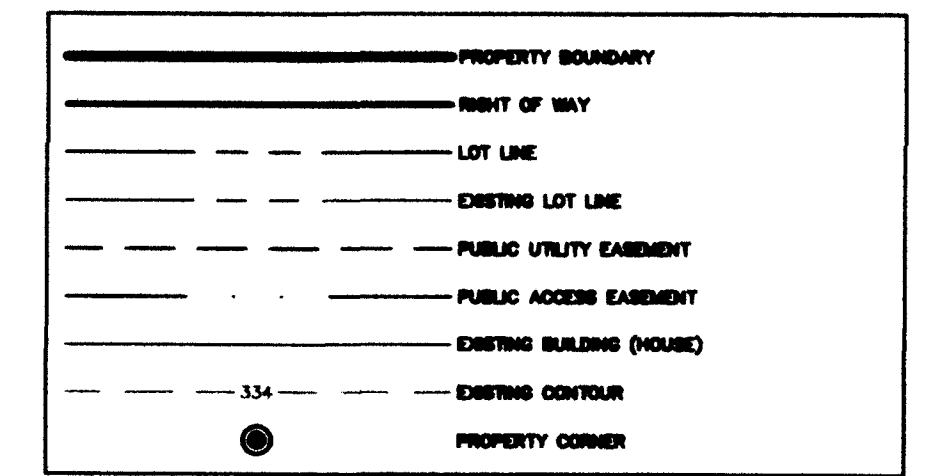 PROPERTY BOUNDARY
RIGHT OF WAY
LOT LINE
EXISTING LOT LINE
PUBLIC UTILITY EASEMENT
PUBLIC ACCESS EASEMENT
EXISTING BUILDING (HOUSE)
334 EXISTING CONTOUR
PROPERTY CORNER